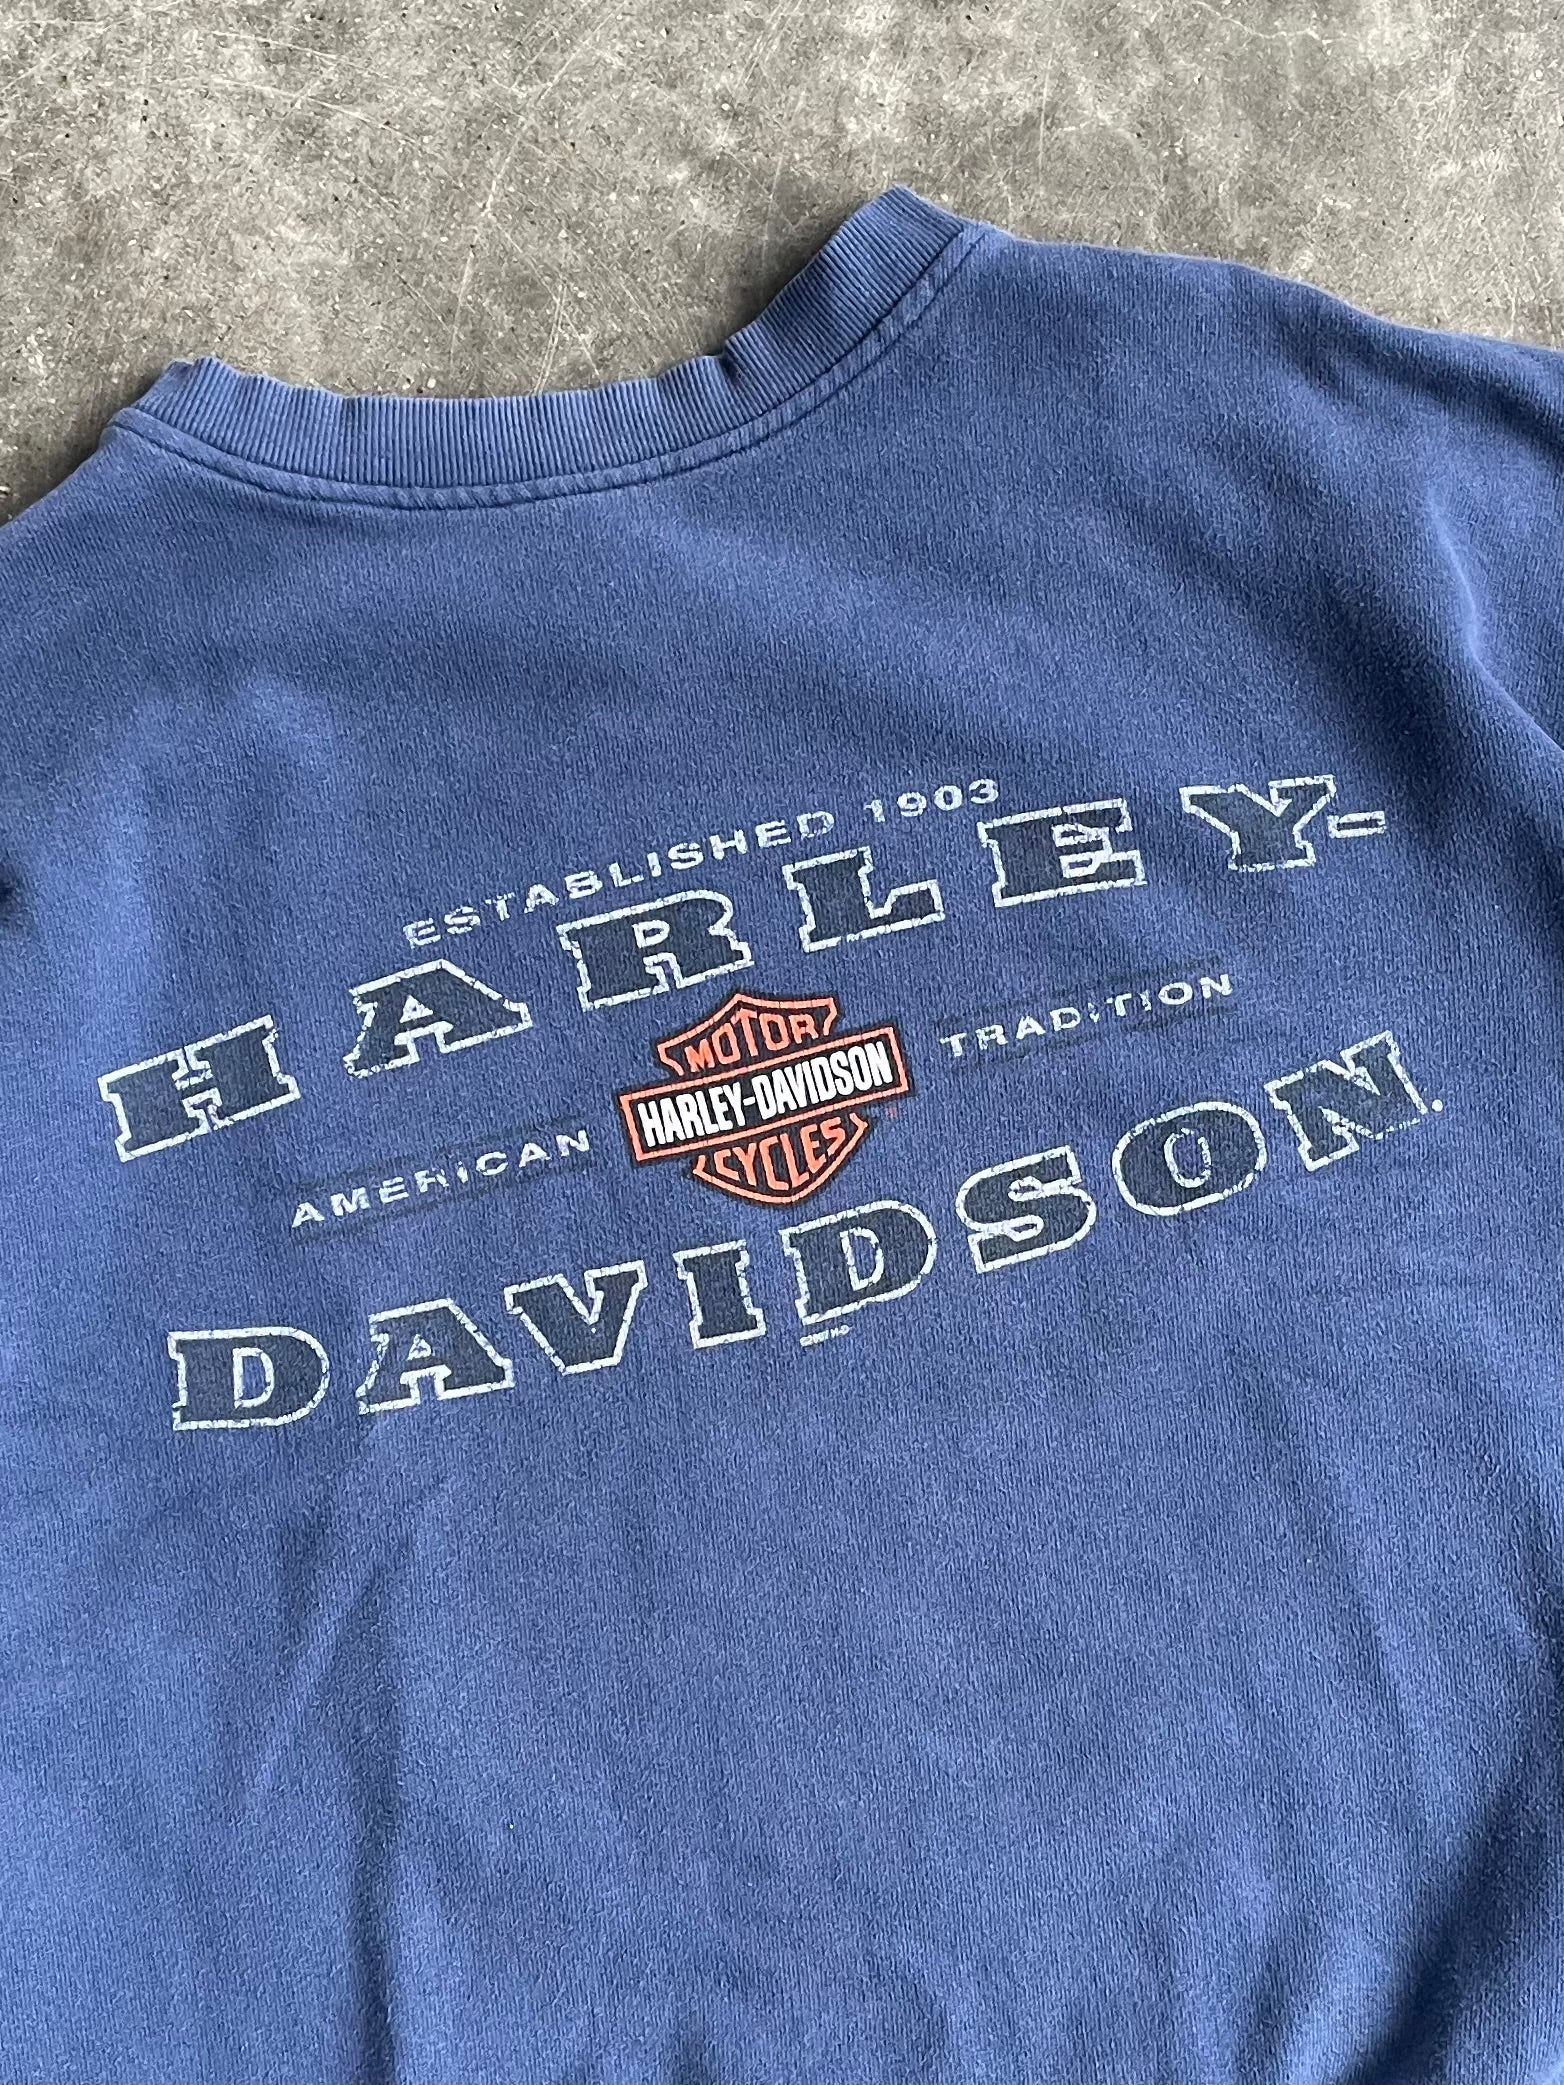 ESTABLISHED 1903
HARLEY-
MOTOR
HARLEY-DAVIDSON
CYCLES
AMERICAN TRADITION
DAVIDSON.